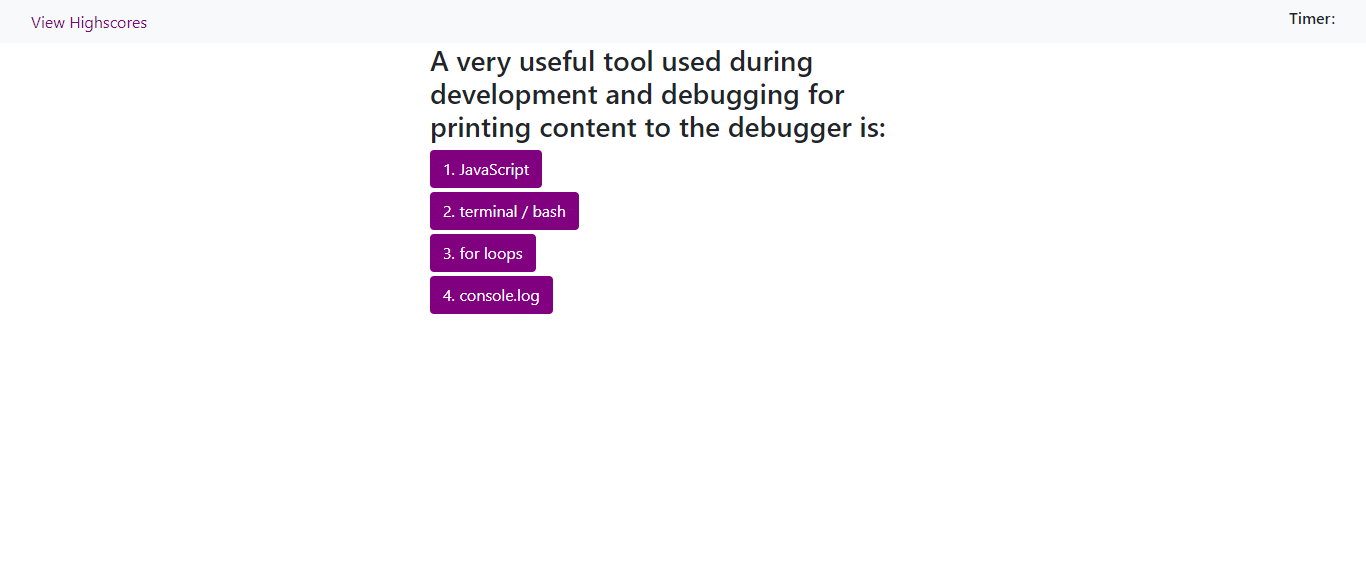 View Highscores
Timer:
A very useful tool used during
development and debugging for
printing content to the debugger is:
1. JavaScript
2. terminal / bash
3. for loops
4. console.log